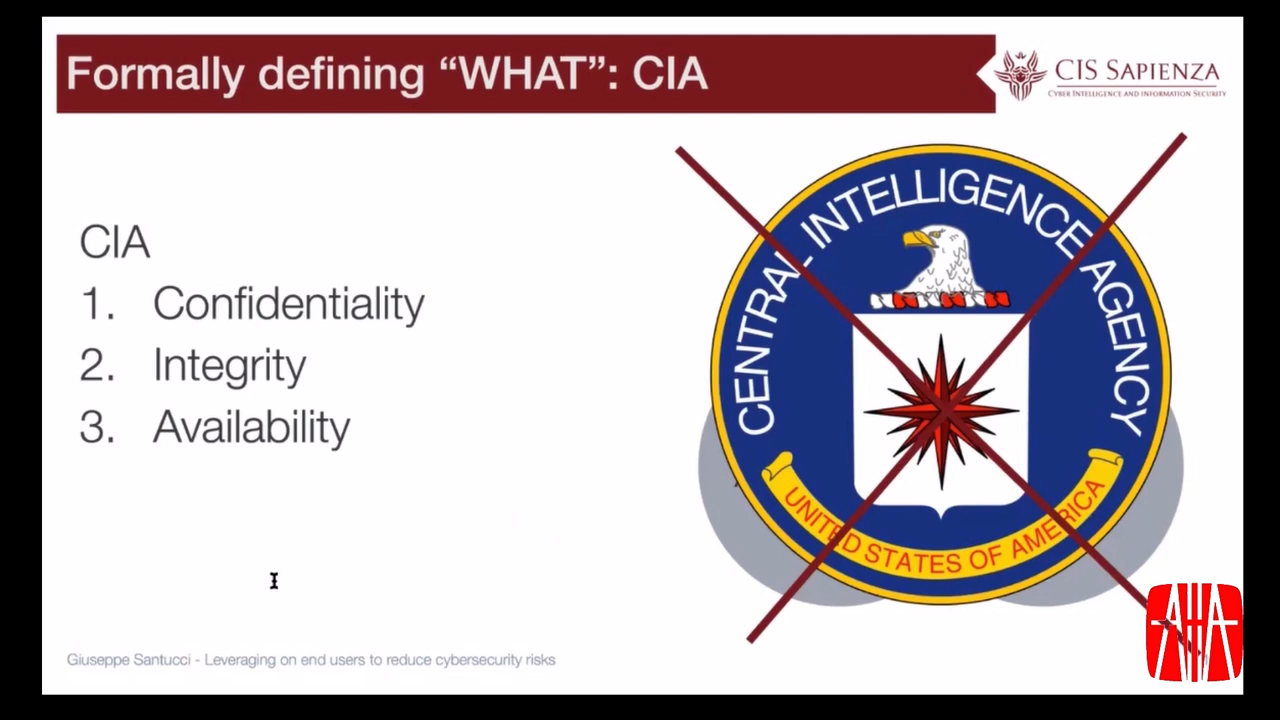 Formally defining “WHAT”: CIA
CIS SAPIENZA
CYBER INTELLIGENCE AND INFORMATION SECURITY
CIA
1. Confidentiality
2. Integrity
3. Availability
CENTRAL INTELLIGENCE AGENCY
UNITED STATES OF AMERICA
Giuseppe Santucci - Leveraging on end users to reduce cybersecurity risks
AHA